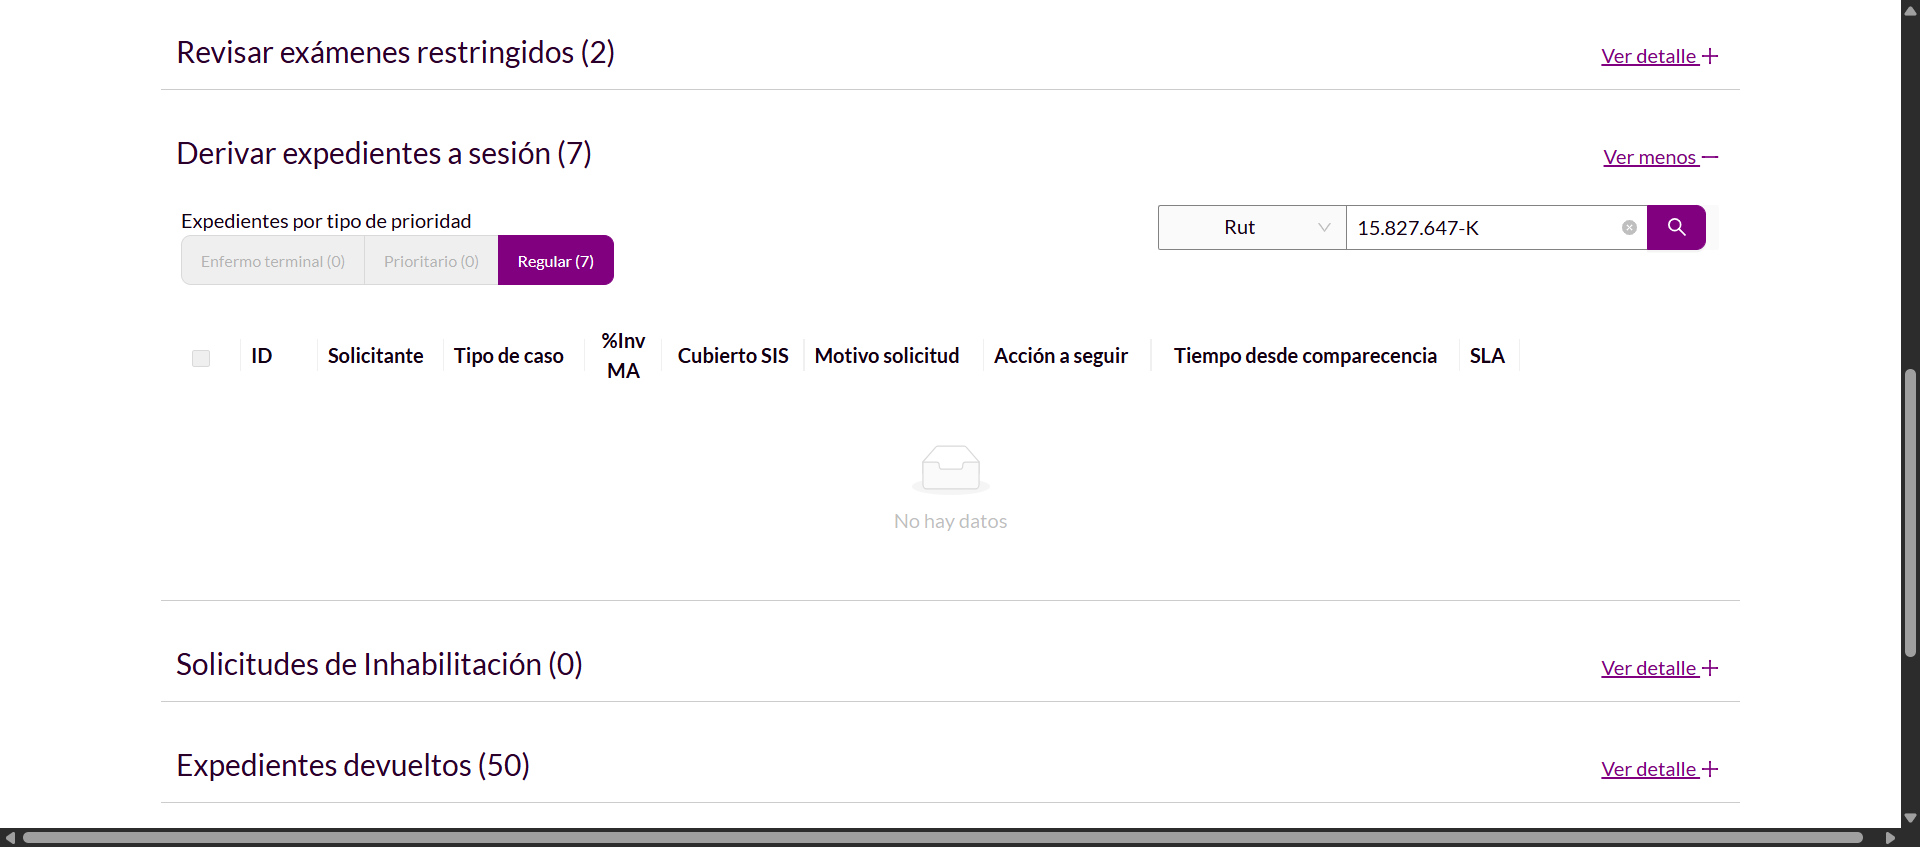 Revisar exámenes restringidos (2)
Ver detalle
Derivar expedientes a sesión (7)
Ver menos
Expedientes por tipo de prioridad
Enfermo terminal (0)
Prioritario (0)
Regular (7)
Rut
15.827.647-K
ID
Solicitante
Tipo de caso
%Inv
MA
Cubierto SIS
Motivo solicitud
Acción a seguir
Tiempo desde comparecencia
SLA
No hay datos
Solicitudes de Inhabilitación (0)
Ver detalle
Expedientes devueltos (50)
Ver detalle